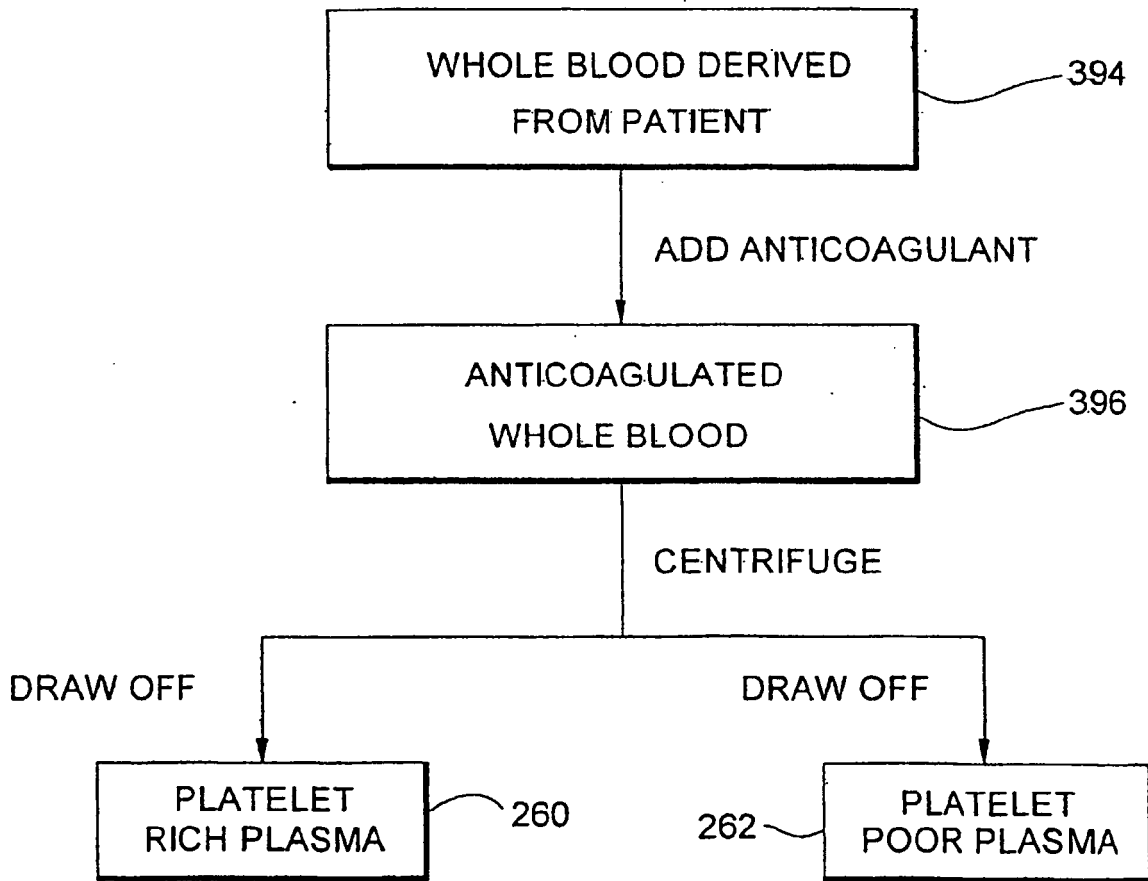 WHOLE BLOOD DERIVED
FROM PATIENT
394
ADD ANTICOAGULANT
ANTICOAGULATED
WHOLE BLOOD
396
CENTRIFUGE
DRAW OFF
DRAW OFF
PLATELET
RICH PLASMA
260
262
PLATELET
POOR PLASMA